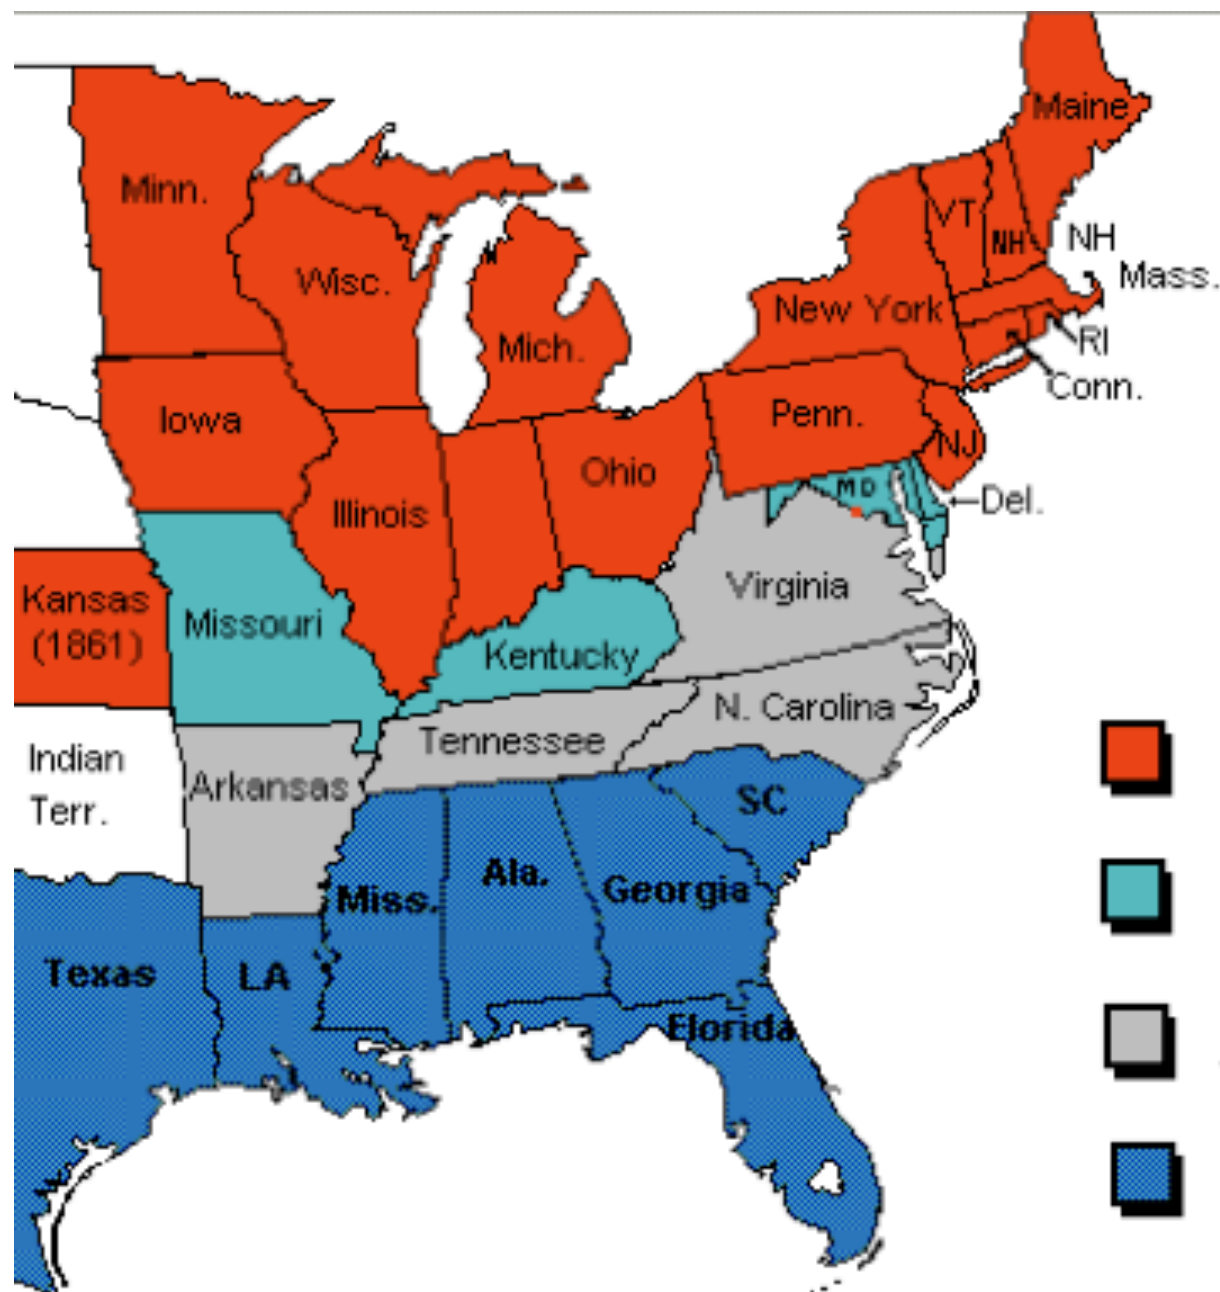 Maine
Minn.
VT
NH
NH
Mass.
Wisc.
New York
Mich.
RI
Conn.
Iowa
Penn.
NJ
Ohio
MD
Del.
Illinois
Kansas
(1861)
Missouri
Virginia
Kentucky
N. Carolina
Tennessee
Indian
Terr.
Arkansas
SC
Ala.
Miss.
Georgia
Texas
LA
Florida